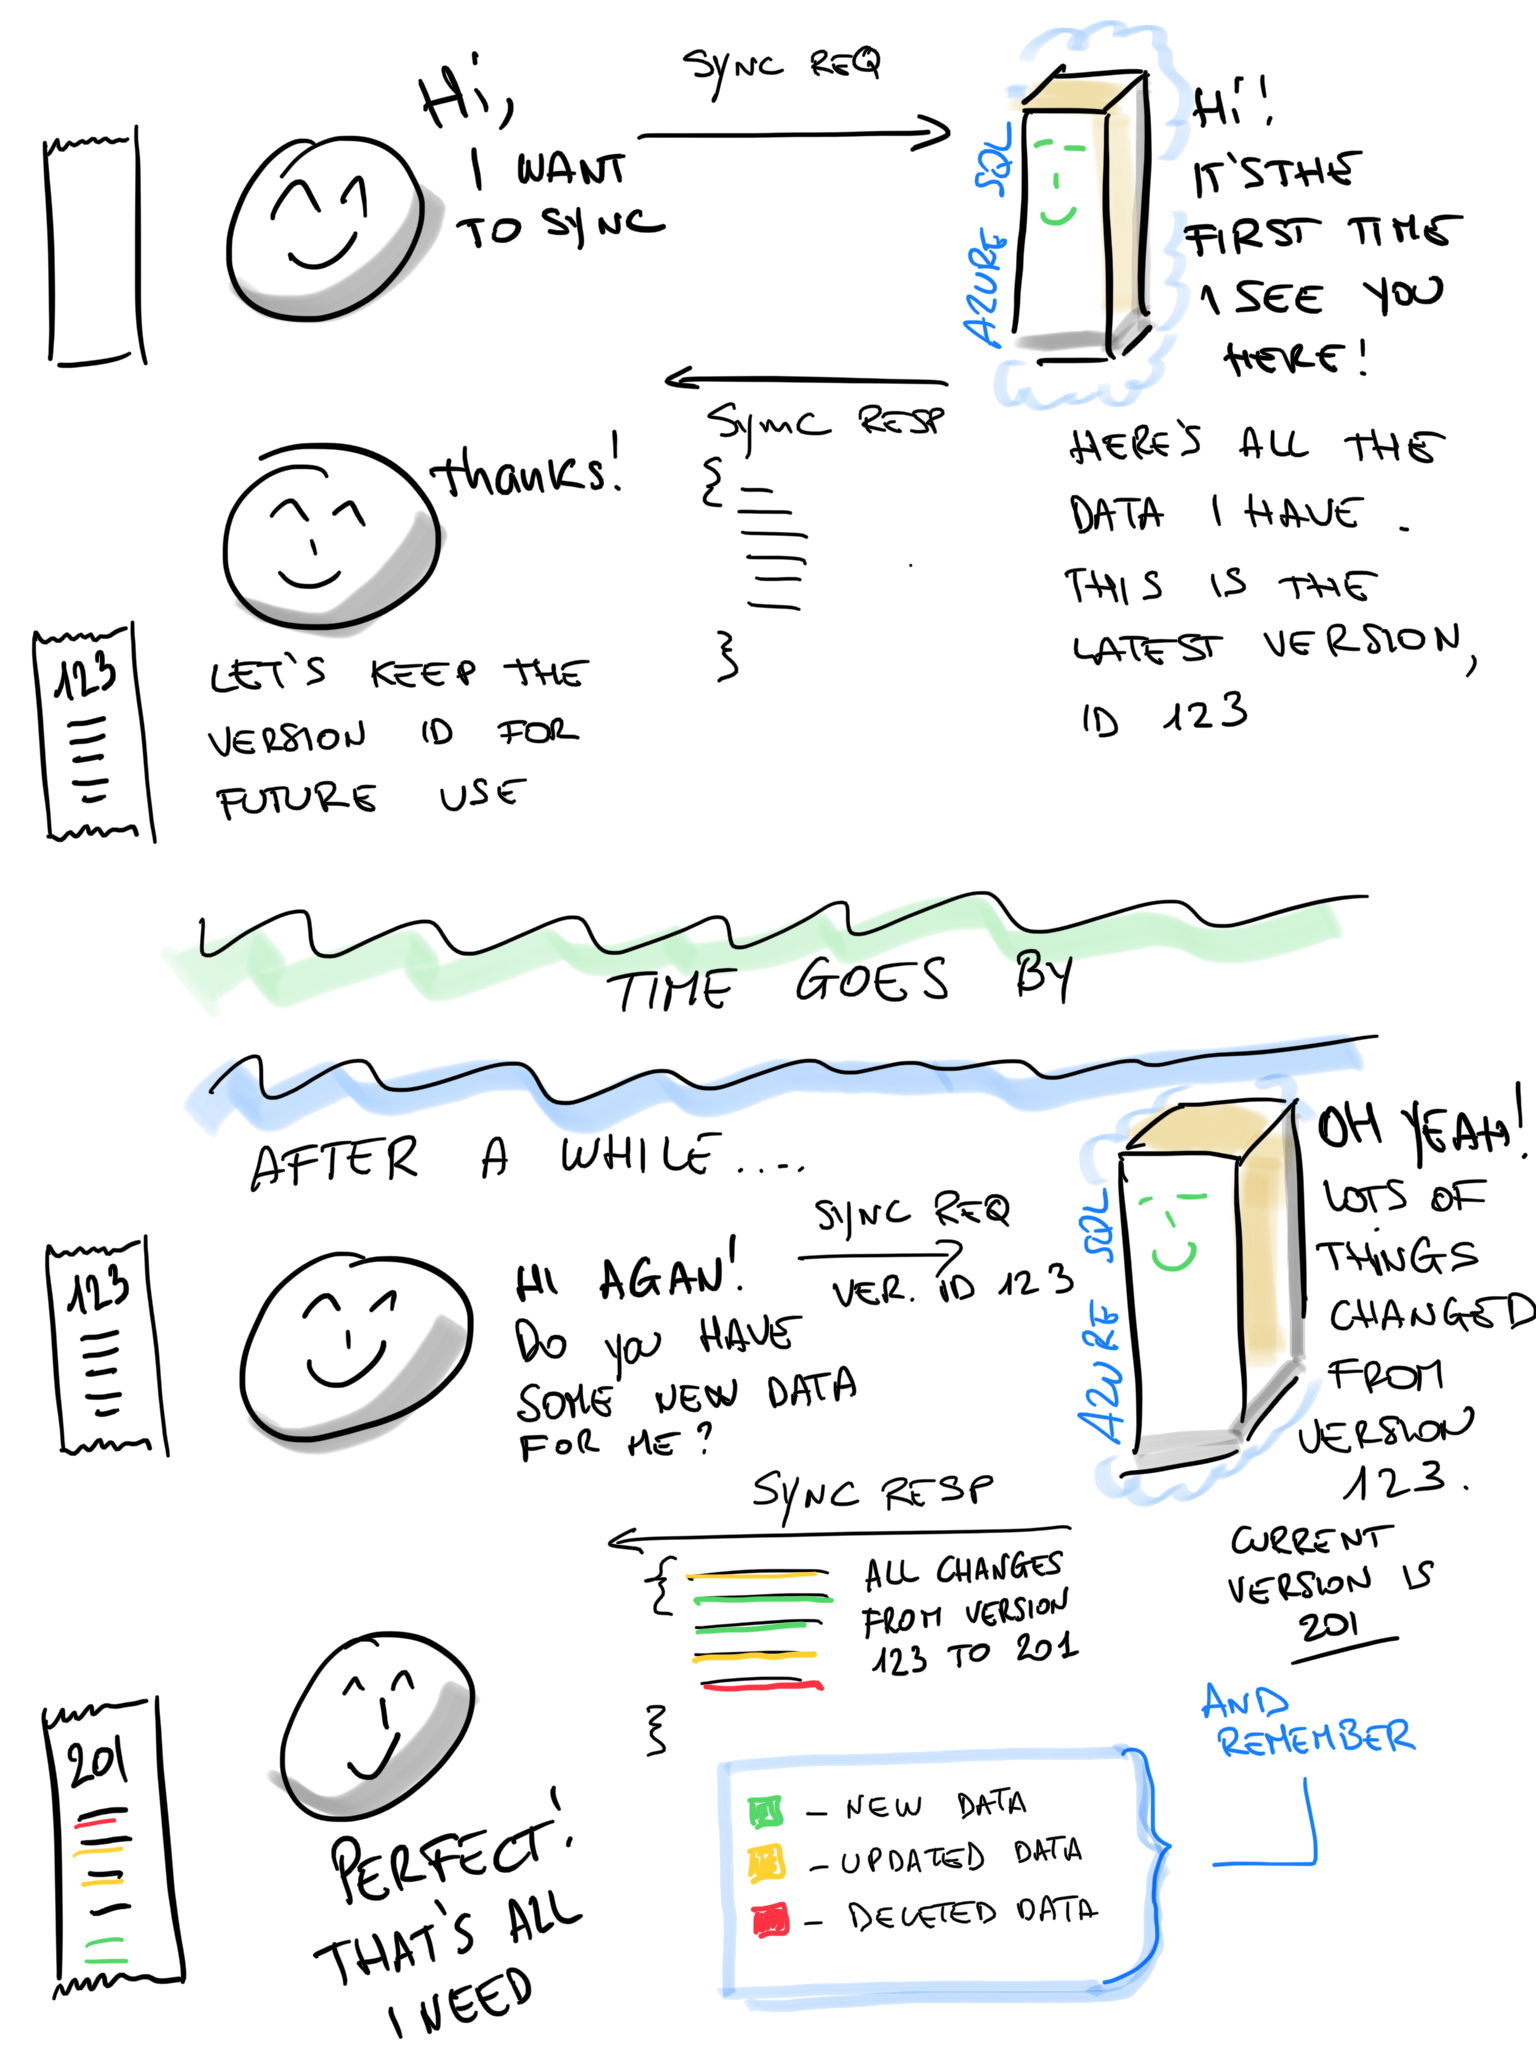 Hi,
I WANT
TO SYNC
SYNC REQ
AZURE SQL
Hi!
IT'S THE
FIRST TIME
I SEE YOU
HERE!
SYNC RESP
{
}
HERE'S ALL THE
DATA I HAVE.
THIS IS THE
LATEST VERSION,
ID 123
thanks!
123
LET'S KEEP THE
VERSION ID FOR
FUTURE USE
TIME GOES BY
AFTER A WHILE....
123
HI AGAN!
DO YOU HAVE
SOME NEW DATA
FOR ME?
SYNC REQ
VER. ID 123
AZURE SQL
OH YEAH!
LOTS OF
THINGS
CHANGED
FROM
VERSION
123.
CURRENT
VERSION IS
201
SYNC RESP
{
ALL CHANGES
FROM VERSION
123 TO 201
}
AND
REMEMBER
- NEW DATA
- UPDATED DATA
- DELETED DATA
201
PERFECT!
THAT'S ALL
I NEED